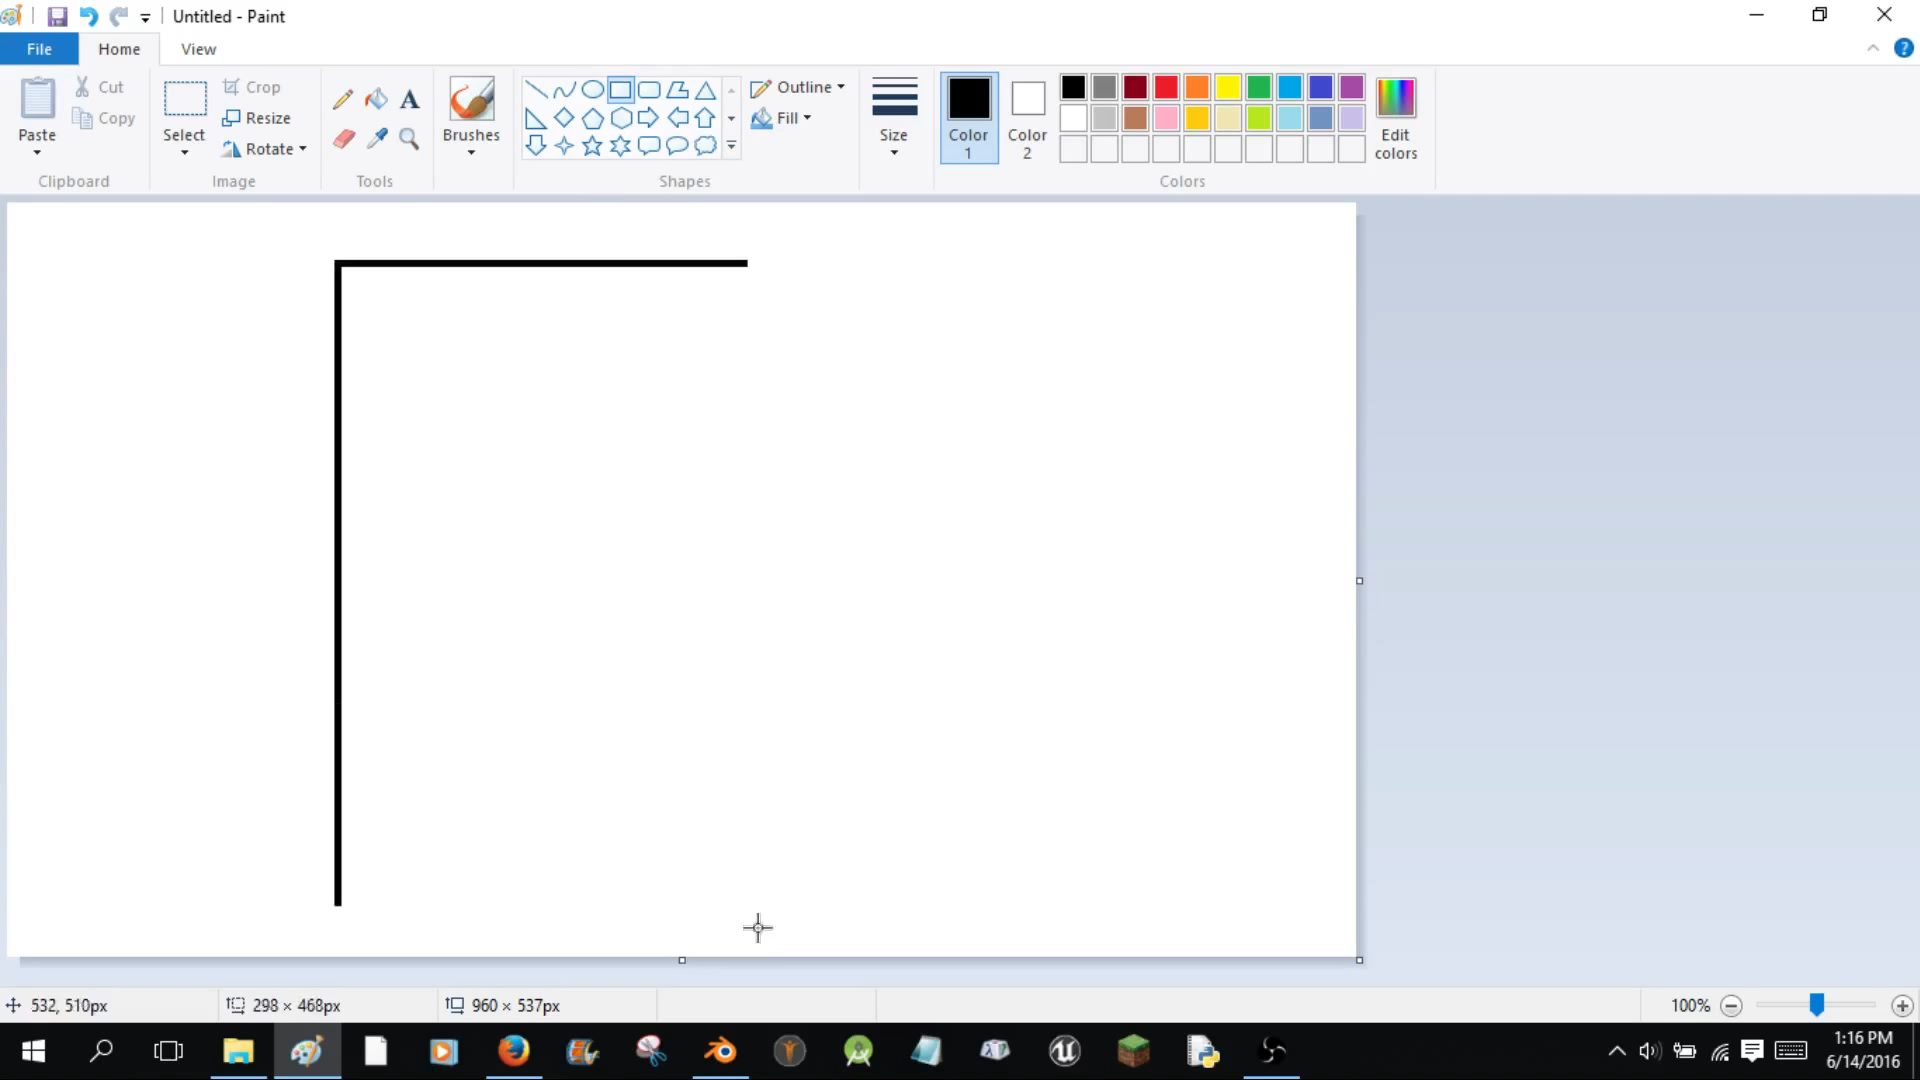 Untitled - Paint
File
Home
View
Paste
Cut
Copy
Clipboard
Select
Crop
Resize
Rotate
Image
Tools
Brushes
Shapes
Outline
Fill
Size
Color
1
Color
2
Edit
colors
Colors
532, 510px
298 × 468px
960 × 537px
100%
1:16 PM
6/14/2016